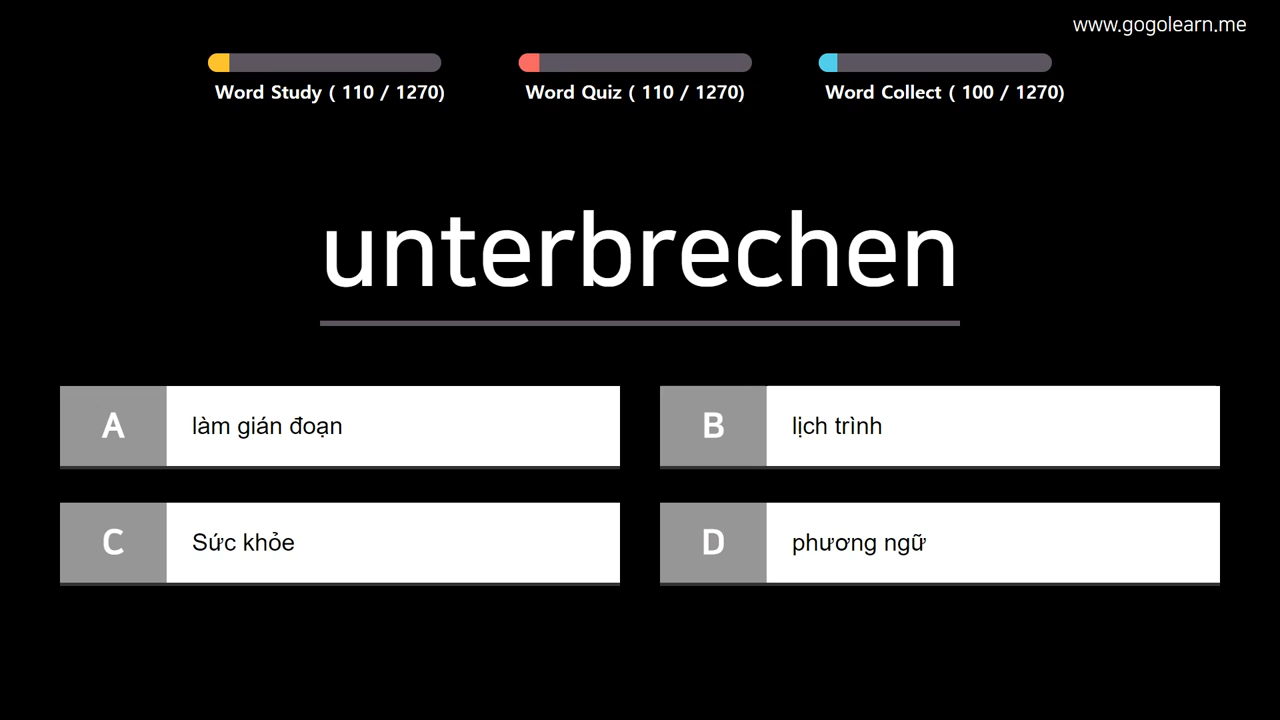 www.gogolearn.me
Word Study ( 110 / 1270)
Word Quiz ( 110 / 1270)
Word Collect ( 100 / 1270)
unterbrechen
A
làm gián đoạn
B
lịch trình
C
Sức khỏe
D
phương ngữ